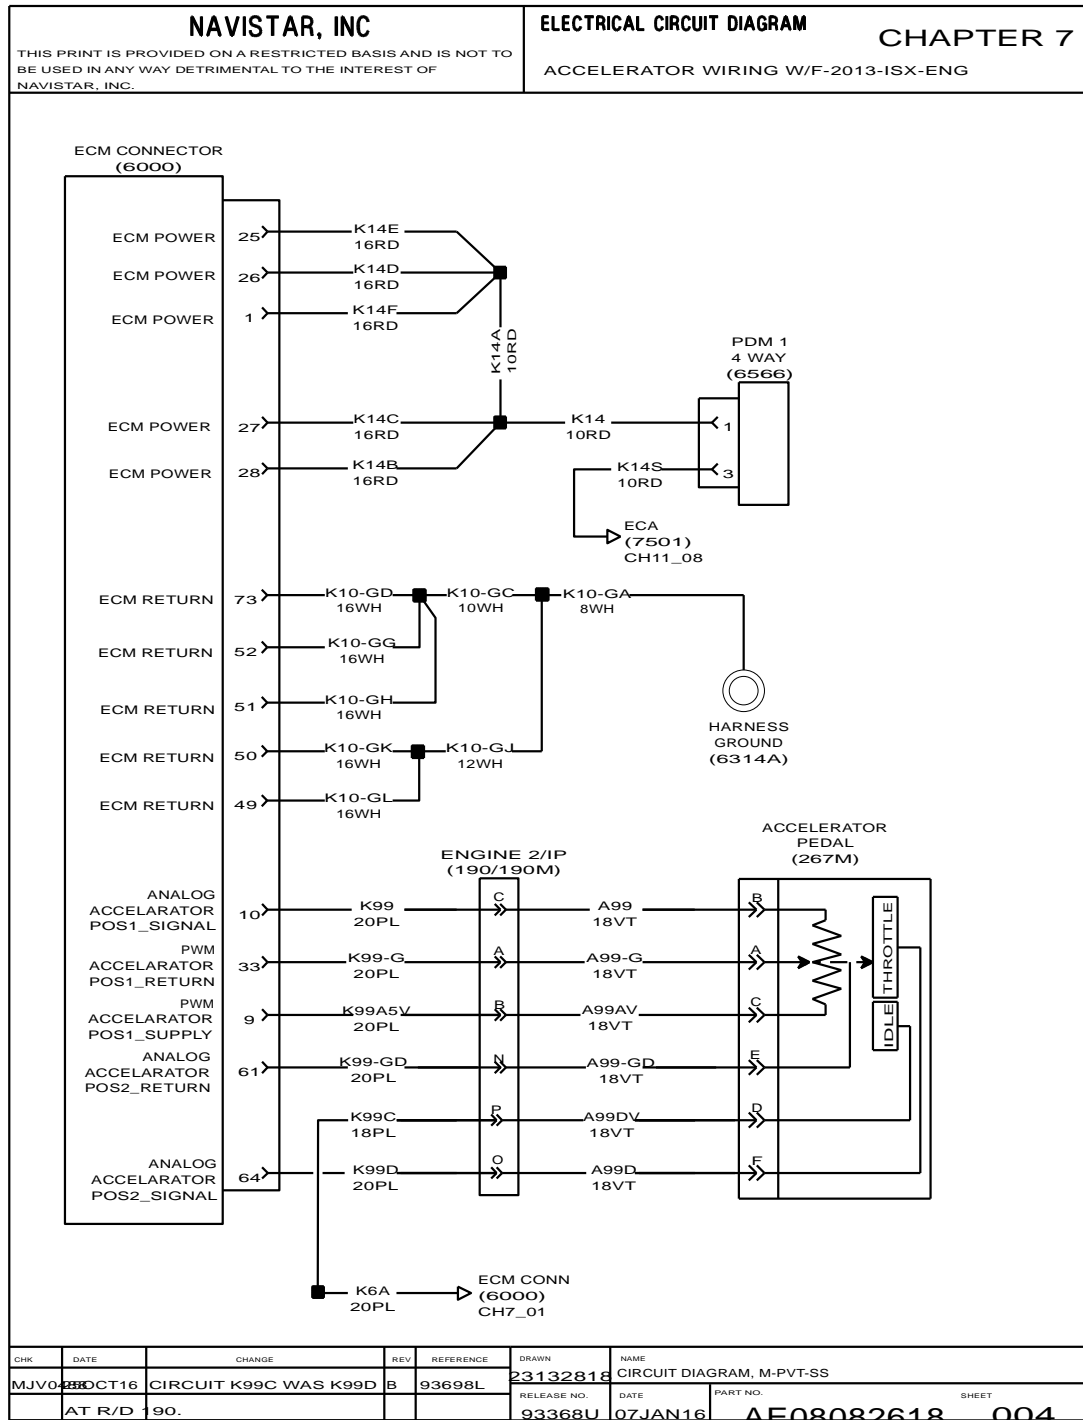 NAVISTAR, INC
THIS PRINT IS PROVIDED ON A RESTRICTED BASIS AND IS NOT TO
BE USED IN ANY WAY DETRIMENTAL TO THE INTEREST OF
NAVISTAR, INC.
ELECTRICAL CIRCUIT DIAGRAM
CHAPTER 7
ACCELERATOR WIRING W/F-2013-ISX-ENG
ECM CONNECTOR
(6000)
ECM POWER 25 K14E
16RD
ECM POWER 26 K14D
16RD
ECM POWER 1 K14F
16RD
K14A
10RD
PDM 1
4 WAY
(6566)
ECM POWER 27 K14C K14 1
16RD 10RD
ECM POWER 28 K14B K14S 3
16RD 10RD
ECA
(7501)
CH11_08
ECM RETURN 73 K10-GD K10-GC K10-GA
16WH 10WH 8WH
ECM RETURN 52 K10-GG
16WH
ECM RETURN 51 K10-GH
16WH
HARNESS
GROUND
(6314A)
ECM RETURN 50 K10-GK K10-GJ
16WH 12WH
ECM RETURN 49 K10-GL
16WH
ENGINE 2/IP
(190/190M)
ACCELERATOR
PEDAL
(267M)
ANALOG
ACCELARATOR
POS1_SIGNAL
10 K99 C A99 B
20PL 18VT
PWM
ACCELARATOR
POS1_RETURN
33 K99-G A A99-G A
20PL 18VT
PWM
ACCELARATOR
POS1_SUPPLY
9 K99A5V B A99AV C
20PL 18VT
ANALOG
ACCELARATOR
POS2_RETURN
61 K99-GD N A99-GD E
20PL 18VT
K99C P A99DV D
18PL 18VT
ANALOG
ACCELARATOR
POS2_SIGNAL
64 K99D O A99D F
20PL 18VT
THROTTLE
IDLE
K6A
20PL
ECM CONN
(6000)
CH7_01
CHK DATE CHANGE REV REFERENCE DRAWN NAME
OCT16 CIRCUIT K99C WAS K99D B 93698L 23132818 CIRCUIT DIAGRAM, M-PVT-SS
AT R/D 190.
RELEASE NO. DATE PART NO. SHEET
93368U 07JAN16 AE08082618 004